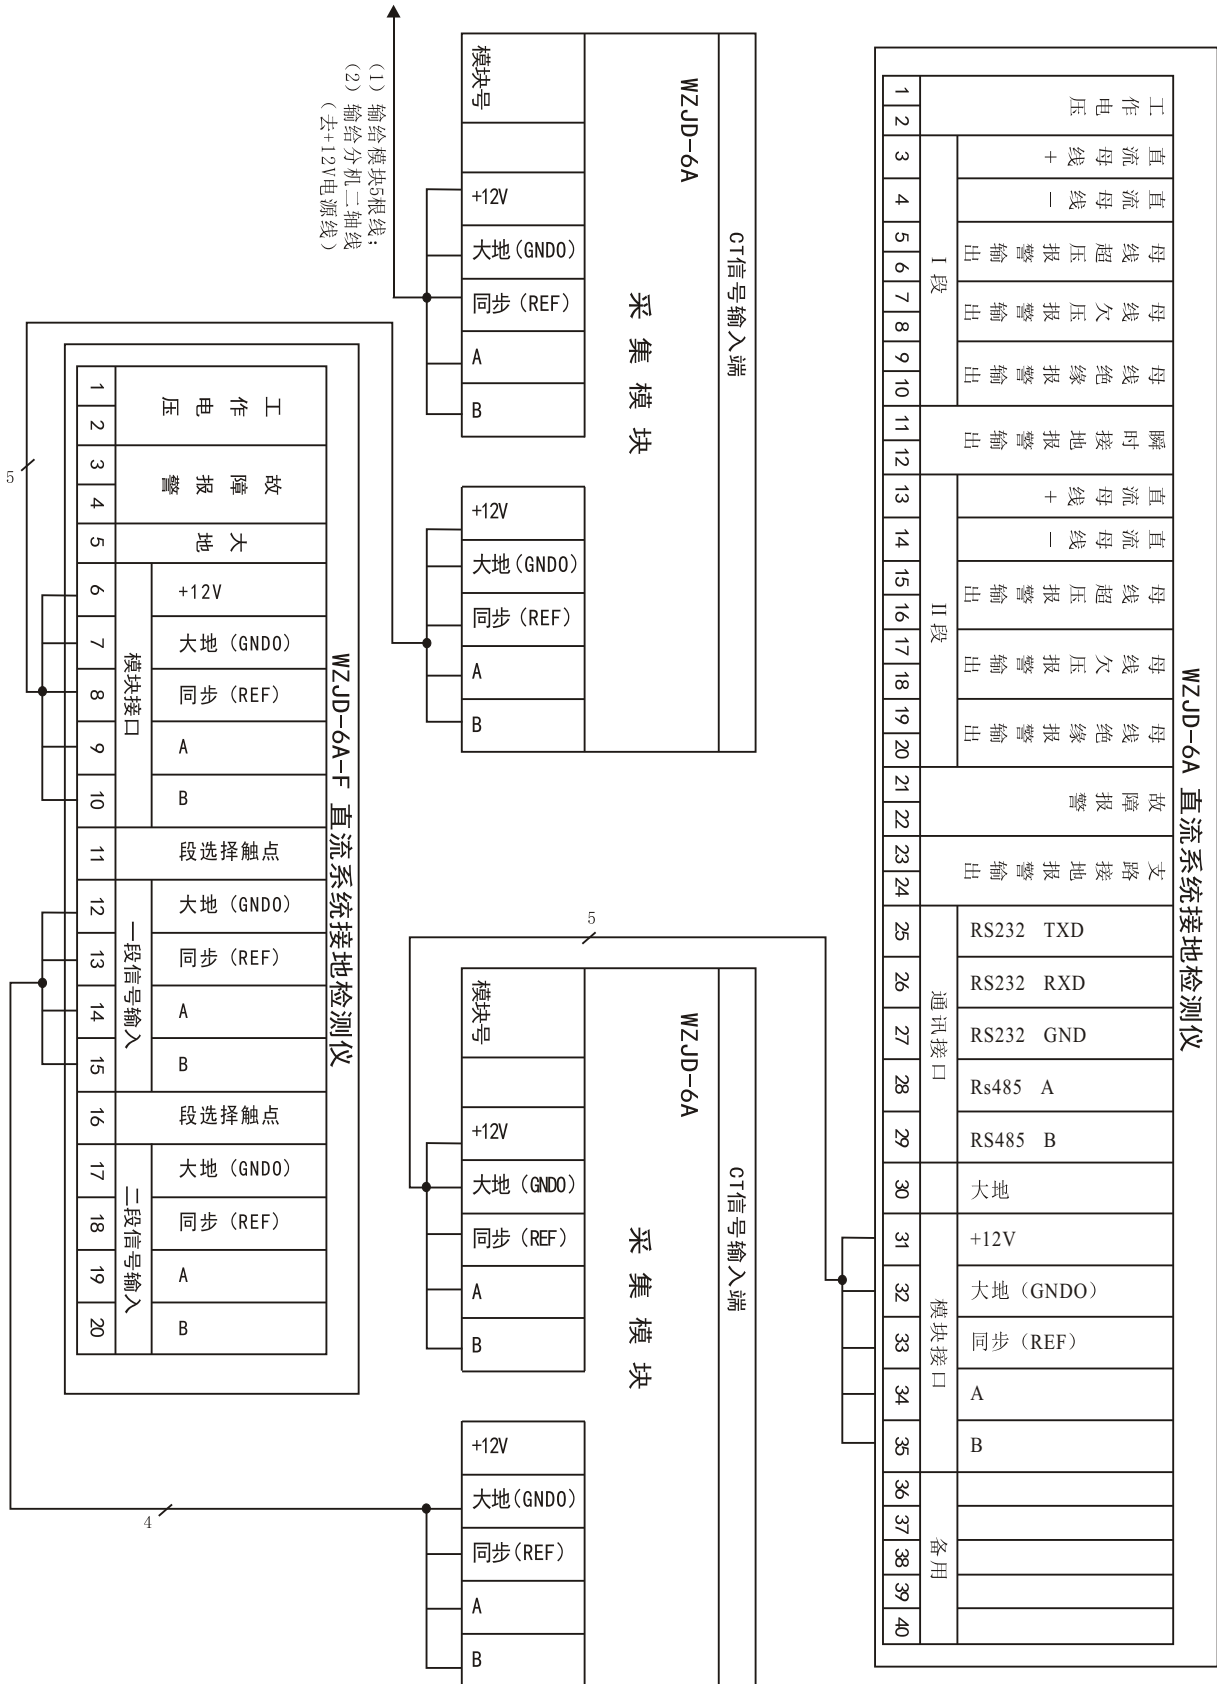 WZJD-6A 直流系统接地检测仪
1
2
工作电压
I段
3
直流母线+
4
直流母线-
5
6
母线超压报警输出
7
8
母线欠压报警输出
9
10
母线绝缘报警输出
11
12
瞬时接地报警输出
II段
13
直流母线+
14
直流母线-
15
16
母线超压报警输出
17
18
母线欠压报警输出
19
20
母线绝缘报警输出
21
22
故障报警
23
24
支路接地报警输出
通讯接口
25
RS232 TXD
26
RS232 RXD
27
RS232 GND
28
Rs485 A
29
RS485 B
30
大地
模块接口
31
+12V
32
大地（GNDO）
33
同步（REF）
34
A
35
B
备用
36
37
38
39
40
WZJD-6A
采集模块
CT信号输入端
模块号
+12V
大地(GNDO)
同步（REF）
A
B
+12V
大地(GNDO)
同步（REF）
A
B
(1) 输给模块5根线;
(2) 输给分机二轴线
(去+12V电源线)
WZJD-6A
采集模块
CT信号输入端
模块号
+12V
大地（GNDO）
同步（REF）
A
B
+12V
大地(GNDO)
同步(REF)
A
B
5
5
4
WZJD-6A-F 直流系统接地检测仪
1
2
工作电压
3
4
故障报警
5
大地
模块接口
6
+12V
7
大地（GNDO）
8
同步（REF）
9
A
10
B
11
段选择触点
一段信号输入
12
大地（GNDO）
13
同步（REF）
14
A
15
B
16
段选择触点
二段信号输入
17
大地（GNDO）
18
同步（REF）
19
A
20
B